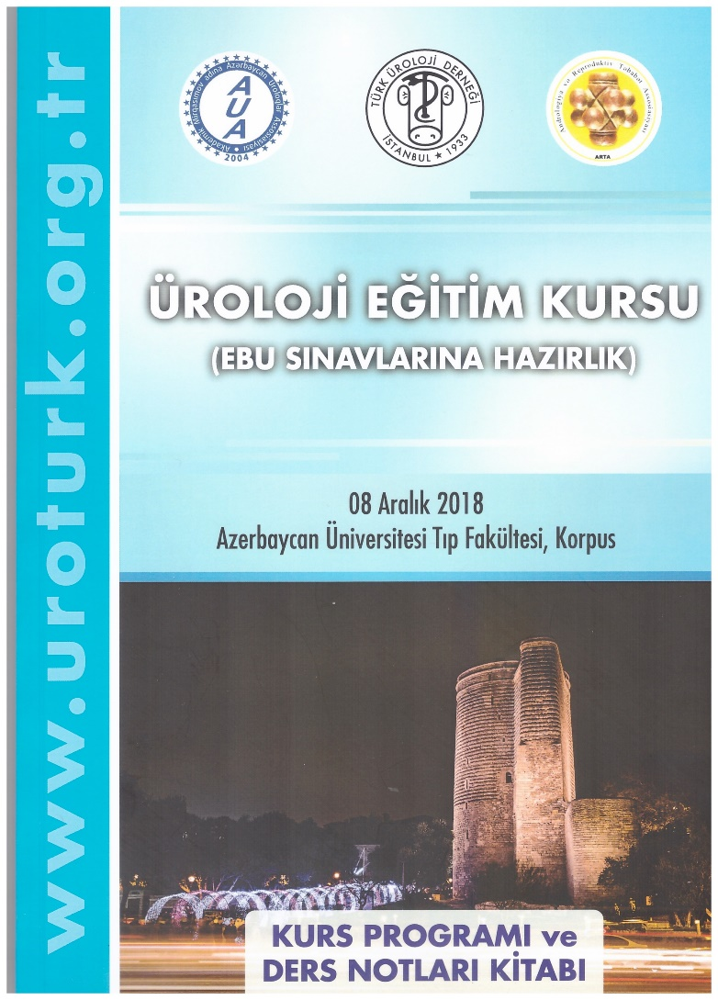 www.uroturk.org.tr
Akademik Mirqasımov adına Azərbaycan Uroloqlar Assosiasiyası
AUA
2004
TÜRK ÜROLOJİ DERNEĞİ
İSTANBUL ★ 1933
Andrologiya və Reproduktiv Təbabət Assosiasiyası
ARTA
ÜROLOJİ EĞİTİM KURSU
(EBU SINAVLARINA HAZIRLIK)
08 Aralık 2018
Azerbaycan Üniversitesi Tıp Fakültesi, Korpus
KURS PROGRAMI ve
DERS NOTLARI KİTABI